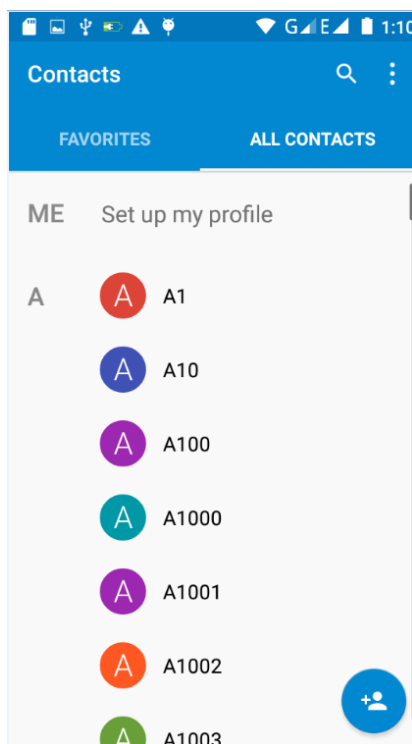 G E 1:10
Contacts
FAVORITES ALL CONTACTS
ME Set up my profile
A A A1
A A10
A A100
A A1000
A A1001
A A1002
A A1003